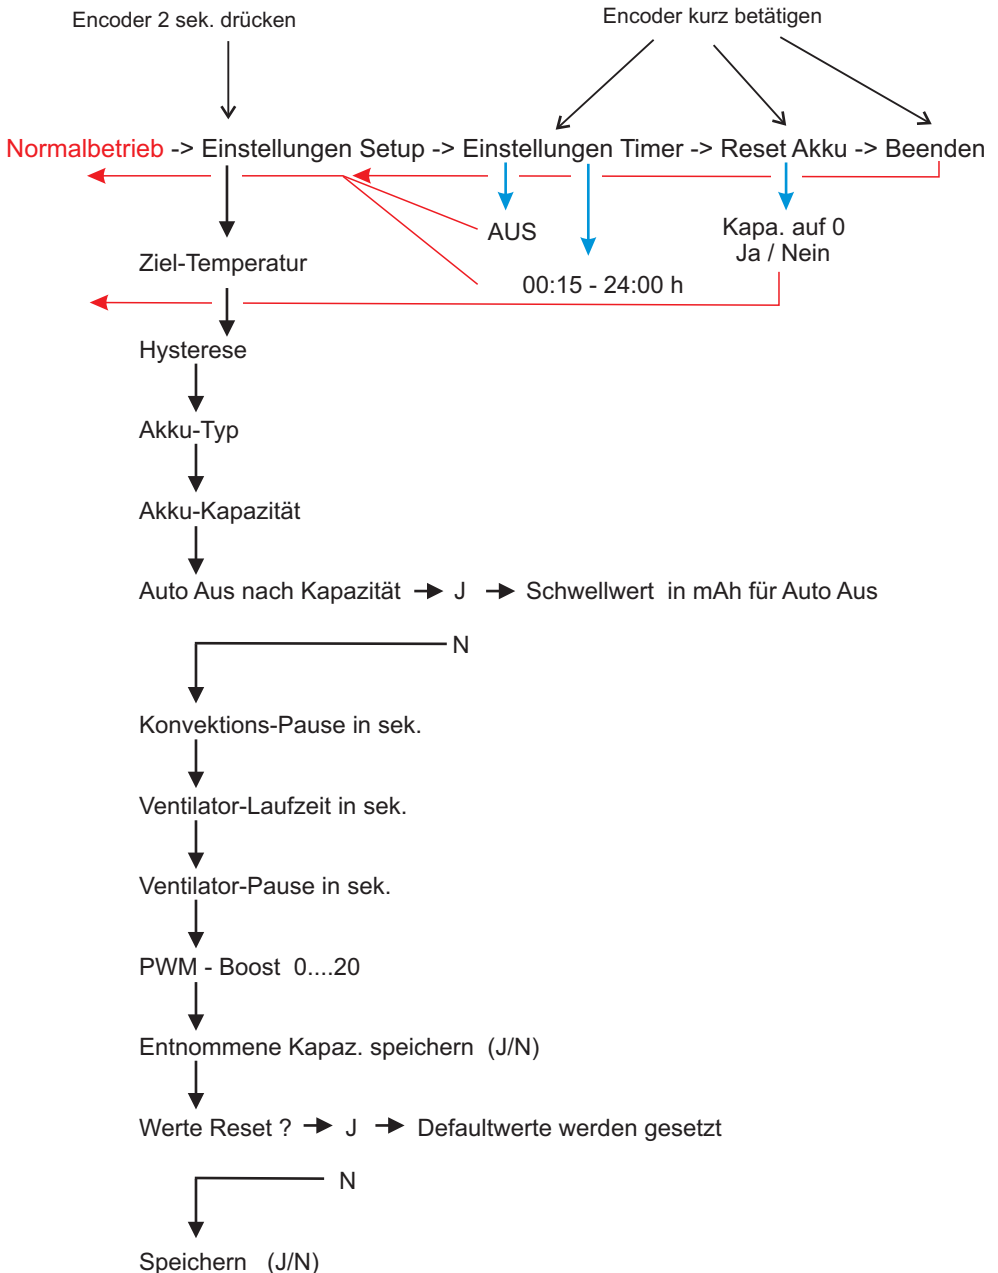 Encoder 2 sek. drücken
Encoder kurz betätigen
Normalbetrieb -> Einstellungen Setup -> Einstellungen Timer -> Reset Akku -> Beenden
AUS
Kapa. auf 0
Ja / Nein
Ziel-Temperatur
00:15 - 24:00 h
Hysterese
Akku-Typ
Akku-Kapazität
Auto Aus nach Kapazität J Schwellwert in mAh für Auto Aus
N
Konvektions-Pause in sek.
Ventilator-Laufzeit in sek.
Ventilator-Pause in sek.
PWM - Boost 0....20
Entnommene Kapaz. speichern (J/N)
Werte Reset ? J Defaultwerte werden gesetzt
N
Speichern (J/N)